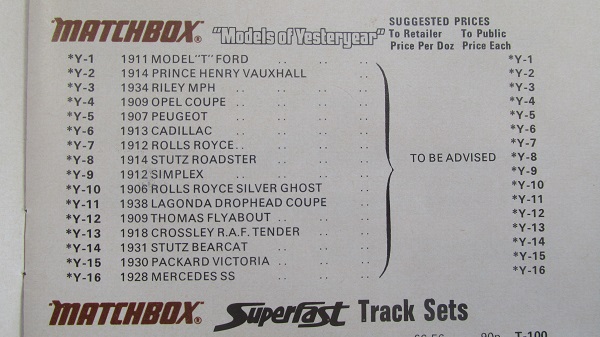 MATCHBOX® "Models of Yesteryear" SUGGESTED PRICES
To Retailer To Public
Price Per Doz Price Each
*Y-1 1911 MODEL "T" FORD .. .. .. *Y-1
*Y-2 1914 PRINCE HENRY VAUXHALL .. .. *Y-2
*Y-3 1934 RILEY MPH .. .. .. .. *Y-3
*Y-4 1909 OPEL COUPE .. .. .. *Y-4
*Y-5 1907 PEUGEOT .. .. .. .. *Y-5
*Y-6 1913 CADILLAC .. .. .. .. *Y-6
*Y-7 1912 ROLLS ROYCE .. .. .. *Y-7
*Y-8 1914 STUTZ ROADSTER .. .. .. TO BE ADVISED *Y-8
*Y-9 1912 SIMPLEX .. .. .. .. *Y-9
*Y-10 1906 ROLLS ROYCE SILVER GHOST .. *Y-10
*Y-11 1938 LAGONDA DROPHEAD COUPE .. *Y-11
*Y-12 1909 THOMAS FLYABOUT .. .. .. *Y-12
*Y-13 1918 CROSSLEY R.A.F. TENDER .. .. *Y-13
*Y-14 1931 STUTZ BEARCAT .. .. .. *Y-14
*Y-15 1930 PACKARD VICTORIA .. .. .. *Y-15
*Y-16 1928 MERCEDES SS .. .. .. *Y-16
MATCHBOX® Superfast Track Sets
90p T-100